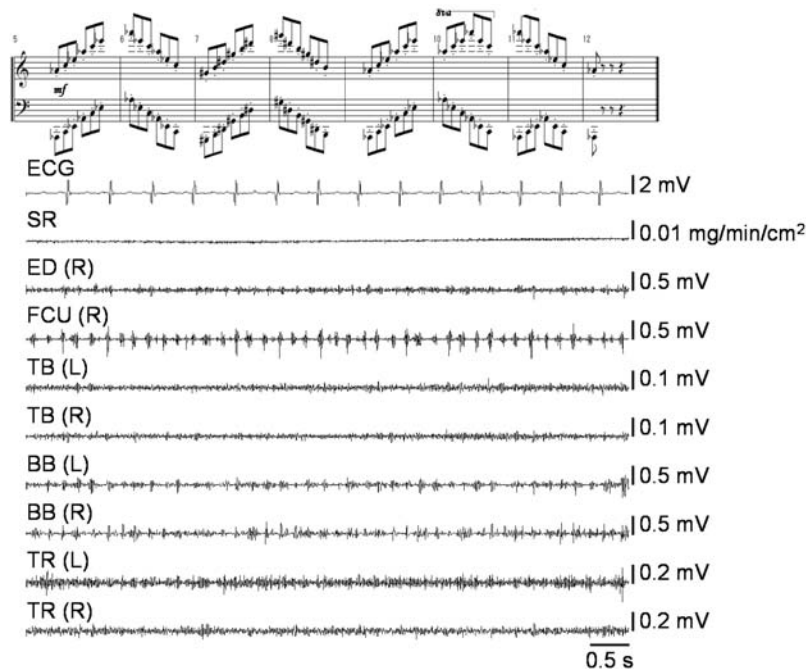 8va
5 6 7 8 10 11 12
mf
ECG
2 mV
SR
0.01 mg/min/cm²
ED (R)
0.5 mV
FCU (R)
0.5 mV
TB (L)
0.1 mV
TB (R)
0.1 mV
BB (L)
0.5 mV
BB (R)
0.5 mV
TR (L)
0.2 mV
TR (R)
0.2 mV
0.5 s